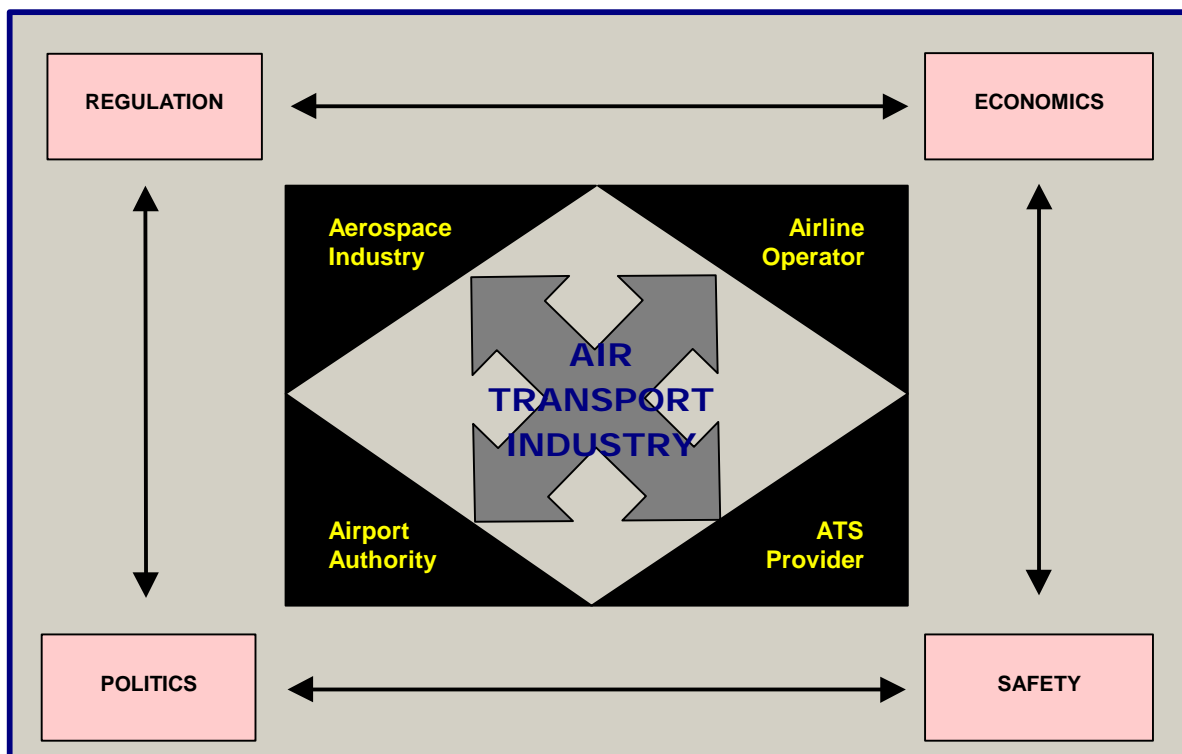 REGULATION
ECONOMICS
Aerospace
Industry
Airline
Operator
AIR
TRANSPORT
INDUSTRY
Airport
Authority
ATS
Provider
POLITICS
SAFETY